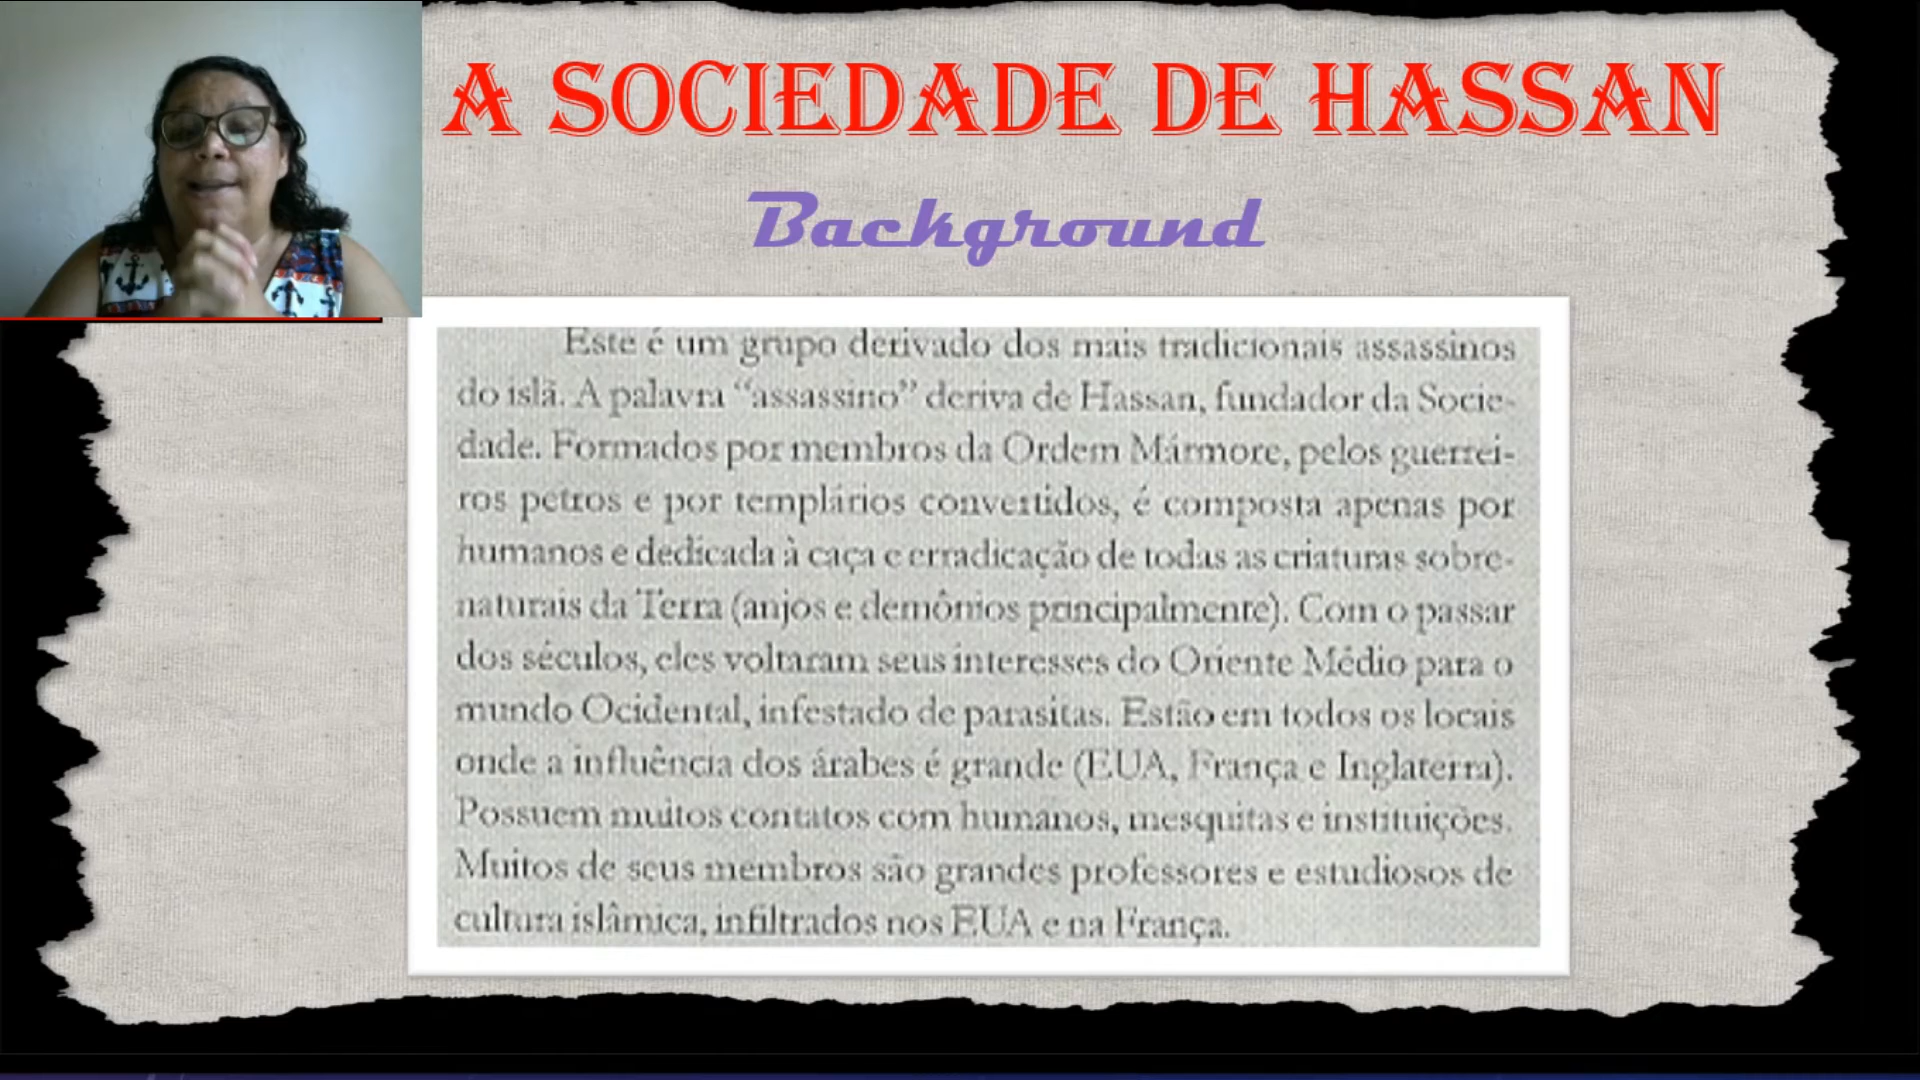 A SOCIEDADE DE HASSAN
Background
Este é um grupo derivado dos mais tradicionais assassinos
do islã. A palavra “assassino” deriva de Hassan, fundador da Socie-
dade. Formados por membros da Ordem Mármore, pelos guerrei-
ros petros e por templários convertidos, é composta apenas por
humanos e dedicada à caça e erradicação de todas as criaturas sobre-
naturais da Terra (anjos e demônios principalmente). Com o passar
dos séculos, eles voltaram seus interesses do Oriente Médio para o
mundo Ocidental, infestado de parasitas. Estão em todos os locais
onde a influência dos árabes é grande (EUA, França e Inglaterra).
Possuem muitos contatos com humanos, mesquitas e instituições.
Muitos de seus membros são grandes professores e estudiosos de
cultura islâmica, infiltrados nos EUA e na França.